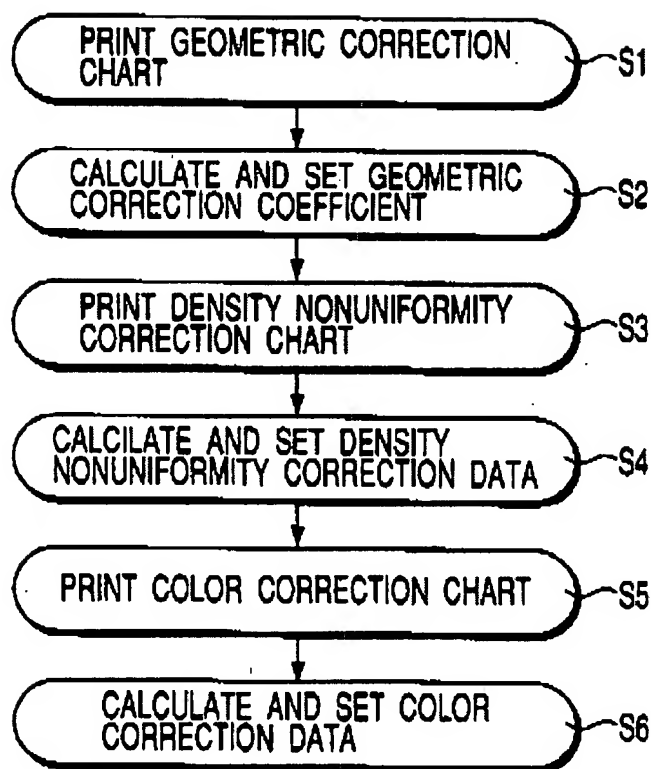 PRINT GEOMETRIC CORRECTION
CHART
S1
CALCULATE AND SET GEOMETRIC
CORRECTION COEFFICIENT
S2
PRINT DENSITY NONUNIFORMITY
CORRECTION CHART
S3
CALCILATE AND SET DENSITY
NONUNIFORMITY CORRECTION DATA
S4
PRINT COLOR CORRECTION CHART
S5
CALCULATE AND SET COLOR
CORRECTION DATA
S6